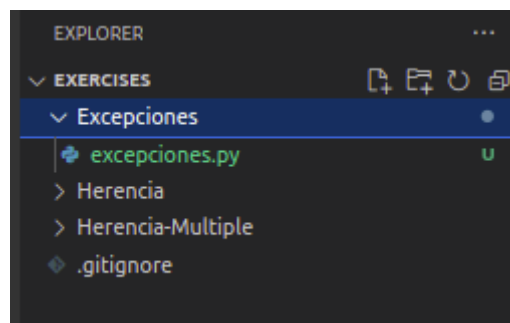 EXPLORER ...
EXERCISES
Excepciones
excepciones.py U
Herencia
Herencia-Multiple
.gitignore